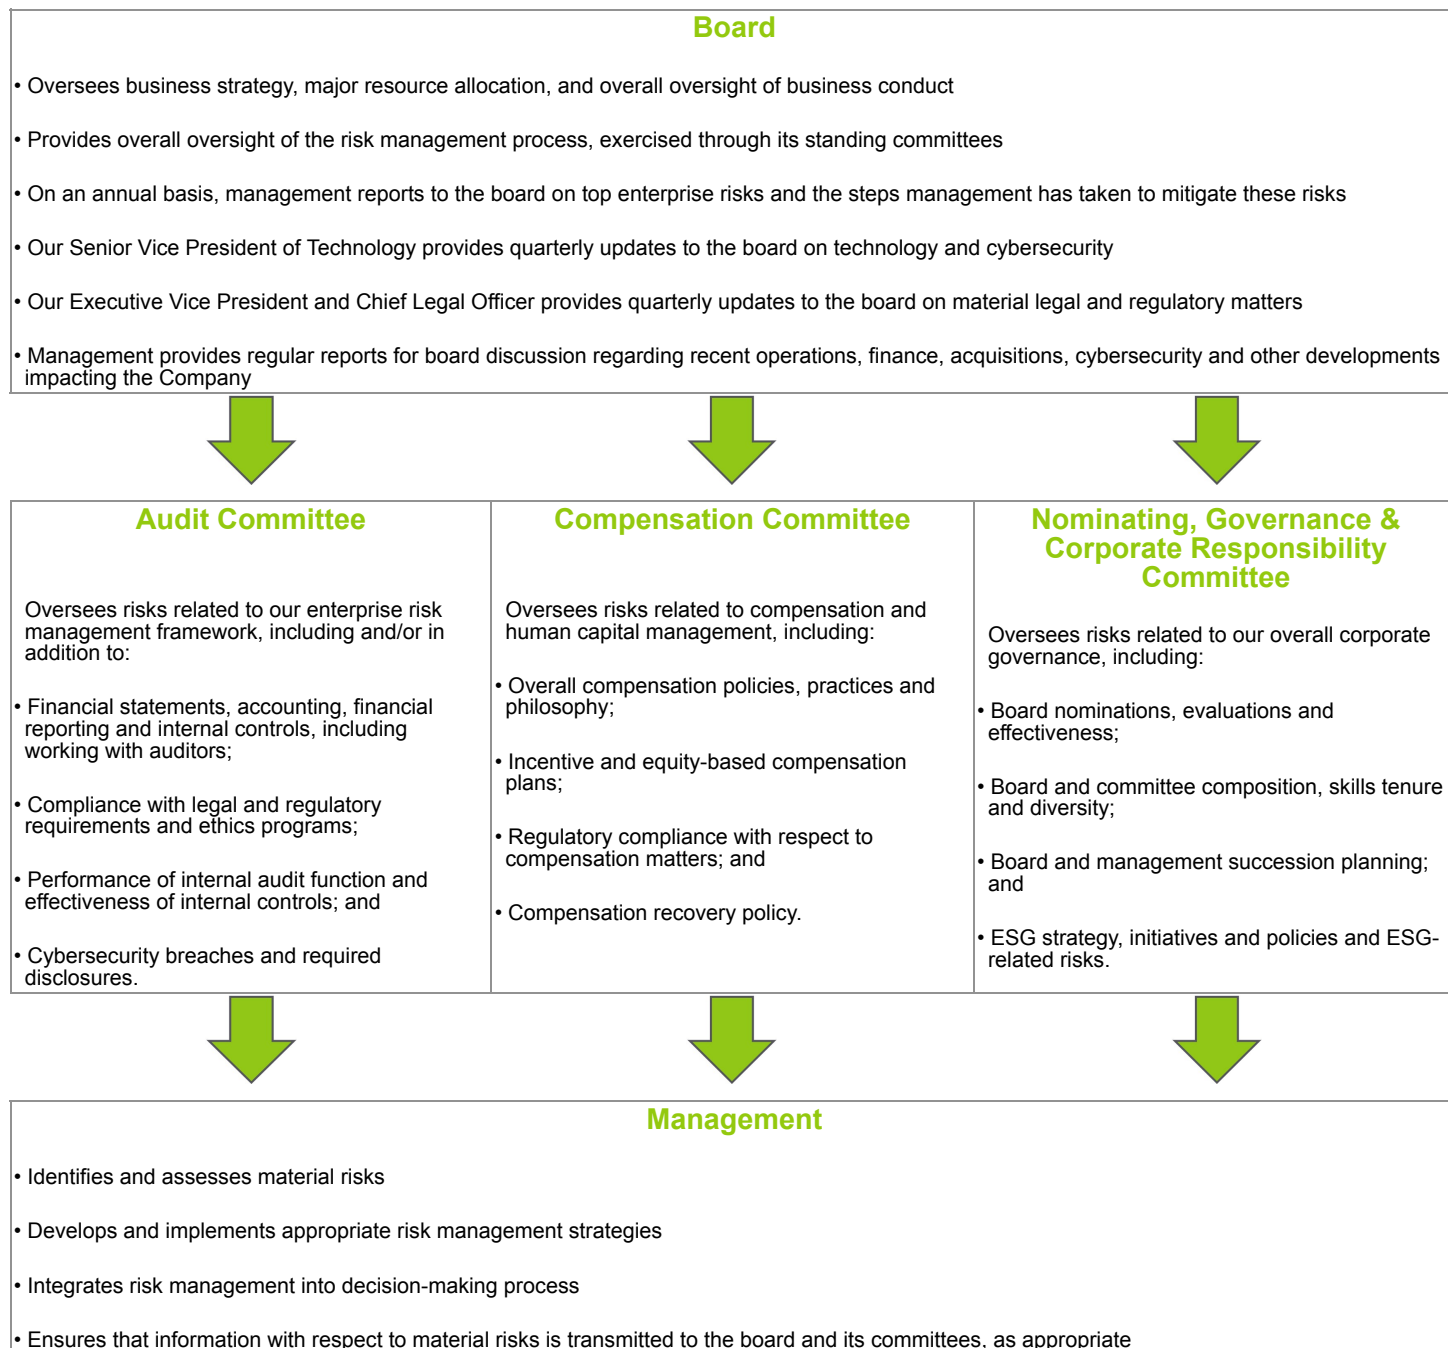 Board
• Oversees business strategy, major resource allocation, and overall oversight of business conduct
• Provides overall oversight of the risk management process, exercised through its standing committees
• On an annual basis, management reports to the board on top enterprise risks and the steps management has taken to mitigate these risks
• Our Senior Vice President of Technology provides quarterly updates to the board on technology and cybersecurity
• Our Executive Vice President and Chief Legal Officer provides quarterly updates to the board on material legal and regulatory matters
• Management provides regular reports for board discussion regarding recent operations, finance, acquisitions, cybersecurity and other developments
impacting the Company
Audit Committee
Oversees risks related to our enterprise risk
management framework, including and/or in
addition to:
• Financial statements, accounting, financial
reporting and internal controls, including
working with auditors;
• Compliance with legal and regulatory
requirements and ethics programs;
• Performance of internal audit function and
effectiveness of internal controls; and
• Cybersecurity breaches and required
disclosures.
Compensation Committee
Oversees risks related to compensation and
human capital management, including:
• Overall compensation policies, practices and
philosophy;
• Incentive and equity-based compensation
plans;
• Regulatory compliance with respect to
compensation matters; and
• Compensation recovery policy.
Nominating, Governance &
Corporate Responsibility
Committee
Oversees risks related to our overall corporate
governance, including:
• Board nominations, evaluations and
effectiveness;
• Board and committee composition, skills tenure
and diversity;
• Board and management succession planning;
and
• ESG strategy, initiatives and policies and ESG-
related risks.
Management
• Identifies and assesses material risks
• Develops and implements appropriate risk management strategies
• Integrates risk management into decision-making process
• Ensures that information with respect to material risks is transmitted to the board and its committees, as appropriate